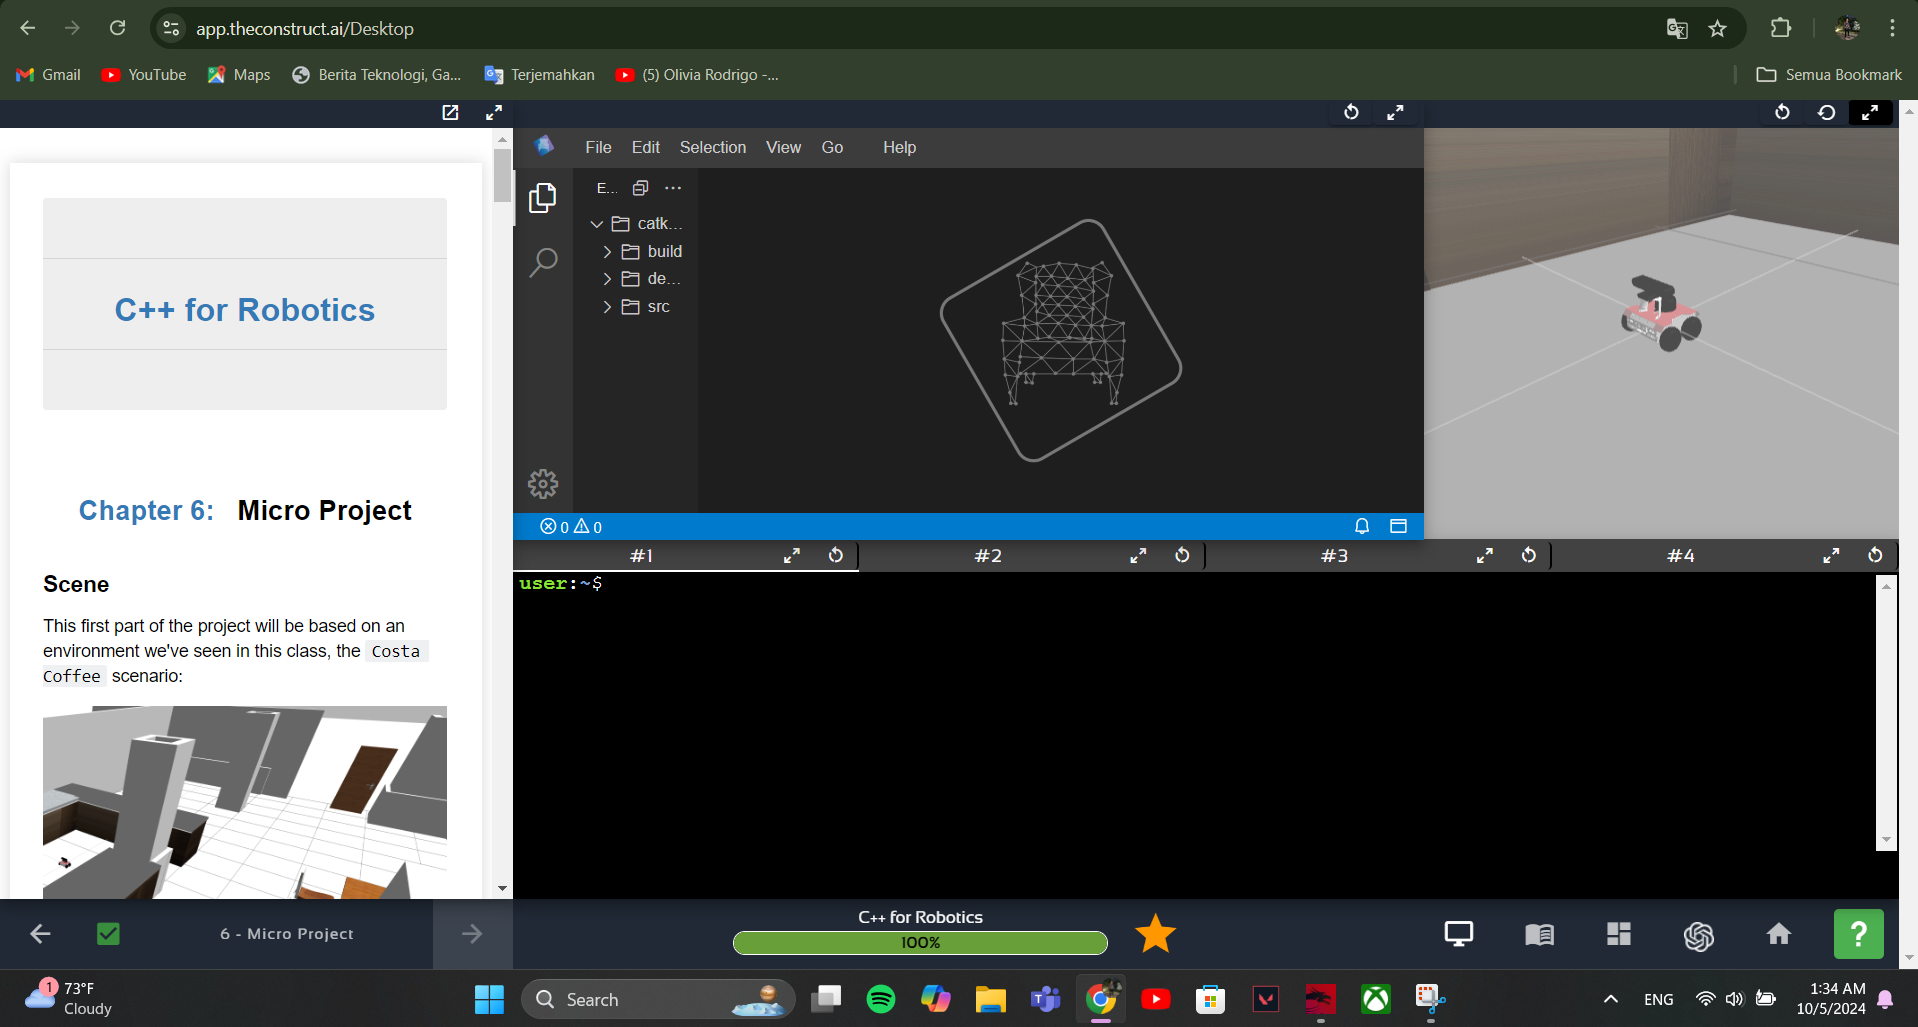 app.theconstruct.ai/Desktop
Gmail
YouTube
Maps
Berita Teknologi, Ga...
Terjemahkan
(5) Olivia Rodrigo -...
Semua Bookmark
C++ for Robotics
Chapter 6: Micro Project
Scene
This first part of the project will be based on an
environment we've seen in this class, the Costa
Coffee scenario:
File Edit Selection View Go Help
E...
catk...
build
de...
src
0 0
#1
#2
#3
#4
user:~$
6 - Micro Project
C++ for Robotics
100%
?
1
73°F
Cloudy
Search
ENG
1:34 AM
10/5/2024